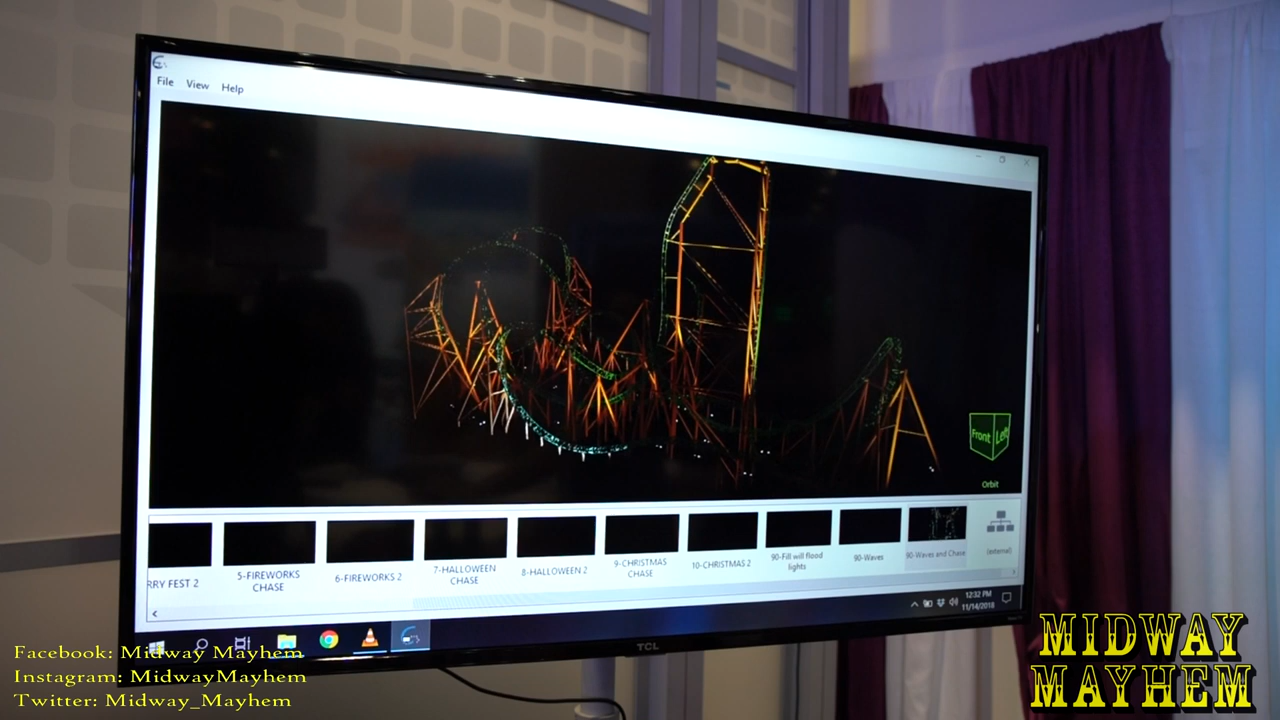 File View Help
Front Left
Orbit
RRY FEST 2
5-FIREWORKS
CHASE
6-FIREWORKS 2
7-HALLOWEEN
CHASE
8-HALLOWEEN 2
9-CHRISTMAS
CHASE
10-CHRISTMAS 2
90-Fill will flood
lights
90-Waves
90-Waves and Chase
(external)
12:32 PM
11/14/2018
TCL
Facebook: Midway Mayhem
Instagram: MidwayMayhem
Twitter: Midway_Mayhem
MIDWAY
MAYHEM